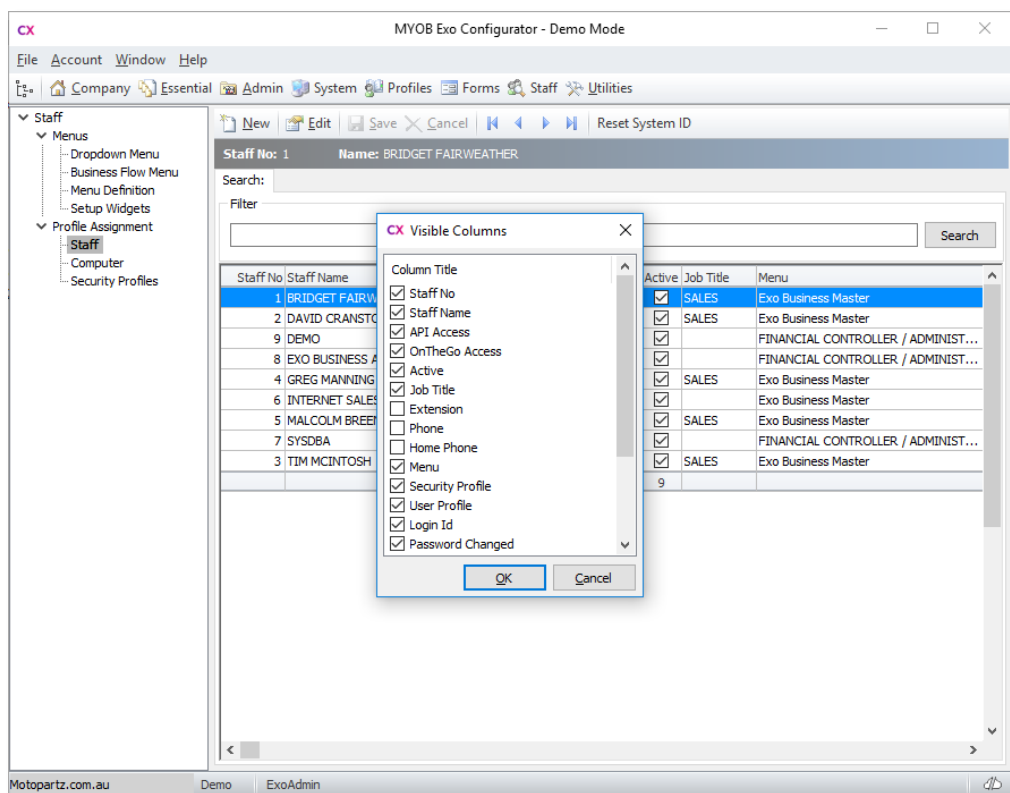 CX MYOB Exo Configurator - Demo Mode
File Account Window Help
Company Essential Admin System Profiles Forms Staff Utilities
Staff
Menus
Dropdown Menu
Business Flow Menu
Menu Definition
Setup Widgets
Profile Assignment
Staff
Computer
Security Profiles
New Edit Save Cancel Reset System ID
Staff No: 1 Name: BRIDGET FAIRWEATHER
Search:
Filter
Search
Staff No Staff Name Active Job Title Menu
1 BRIDGET FAIRW SALES Exo Business Master
2 DAVID CRANSTO SALES Exo Business Master
9 DEMO FINANCIAL CONTROLLER / ADMINIST...
8 EXO BUSINESS A FINANCIAL CONTROLLER / ADMINIST...
4 GREG MANNING SALES Exo Business Master
6 INTERNET SALES Exo Business Master
5 MALCOLM BREEN SALES Exo Business Master
7 SYSDBA FINANCIAL CONTROLLER / ADMINIST...
3 TIM MCINTOSH SALES Exo Business Master
9
CX Visible Columns
Column Title
Staff No
Staff Name
API Access
OnTheGo Access
Active
Job Title
Extension
Phone
Home Phone
Menu
Security Profile
User Profile
Login Id
Password Changed
OK Cancel
Motopartz.com.au Demo ExoAdmin